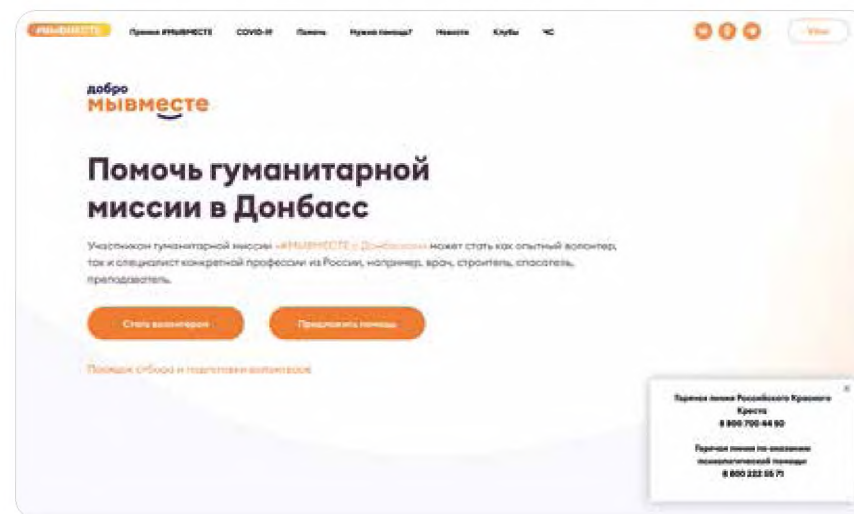 #МЫВМЕСТЕ Премия #МЫВМЕСТЕ COVID-19 Помочь Нужна помощь? Новости Клубы ЧС
добро
мывместе
Помочь гуманитарной
миссии в Донбасс
Участником гуманитарной миссии «#МЫВМЕСТЕ с Донбассом» может стать как опытный волонтер,
так и специалист конкретной профессии из России, например, врач, строитель, спасатель,
преподаватель.
Стать волонтером Предложить помощь
Порядок отбора и подготовки волонтеров
Горячая линия Российского Красного
Креста
8 800 700 44 50
Горячая линия по оказанию
психологической помощи
8 800 222 55 71